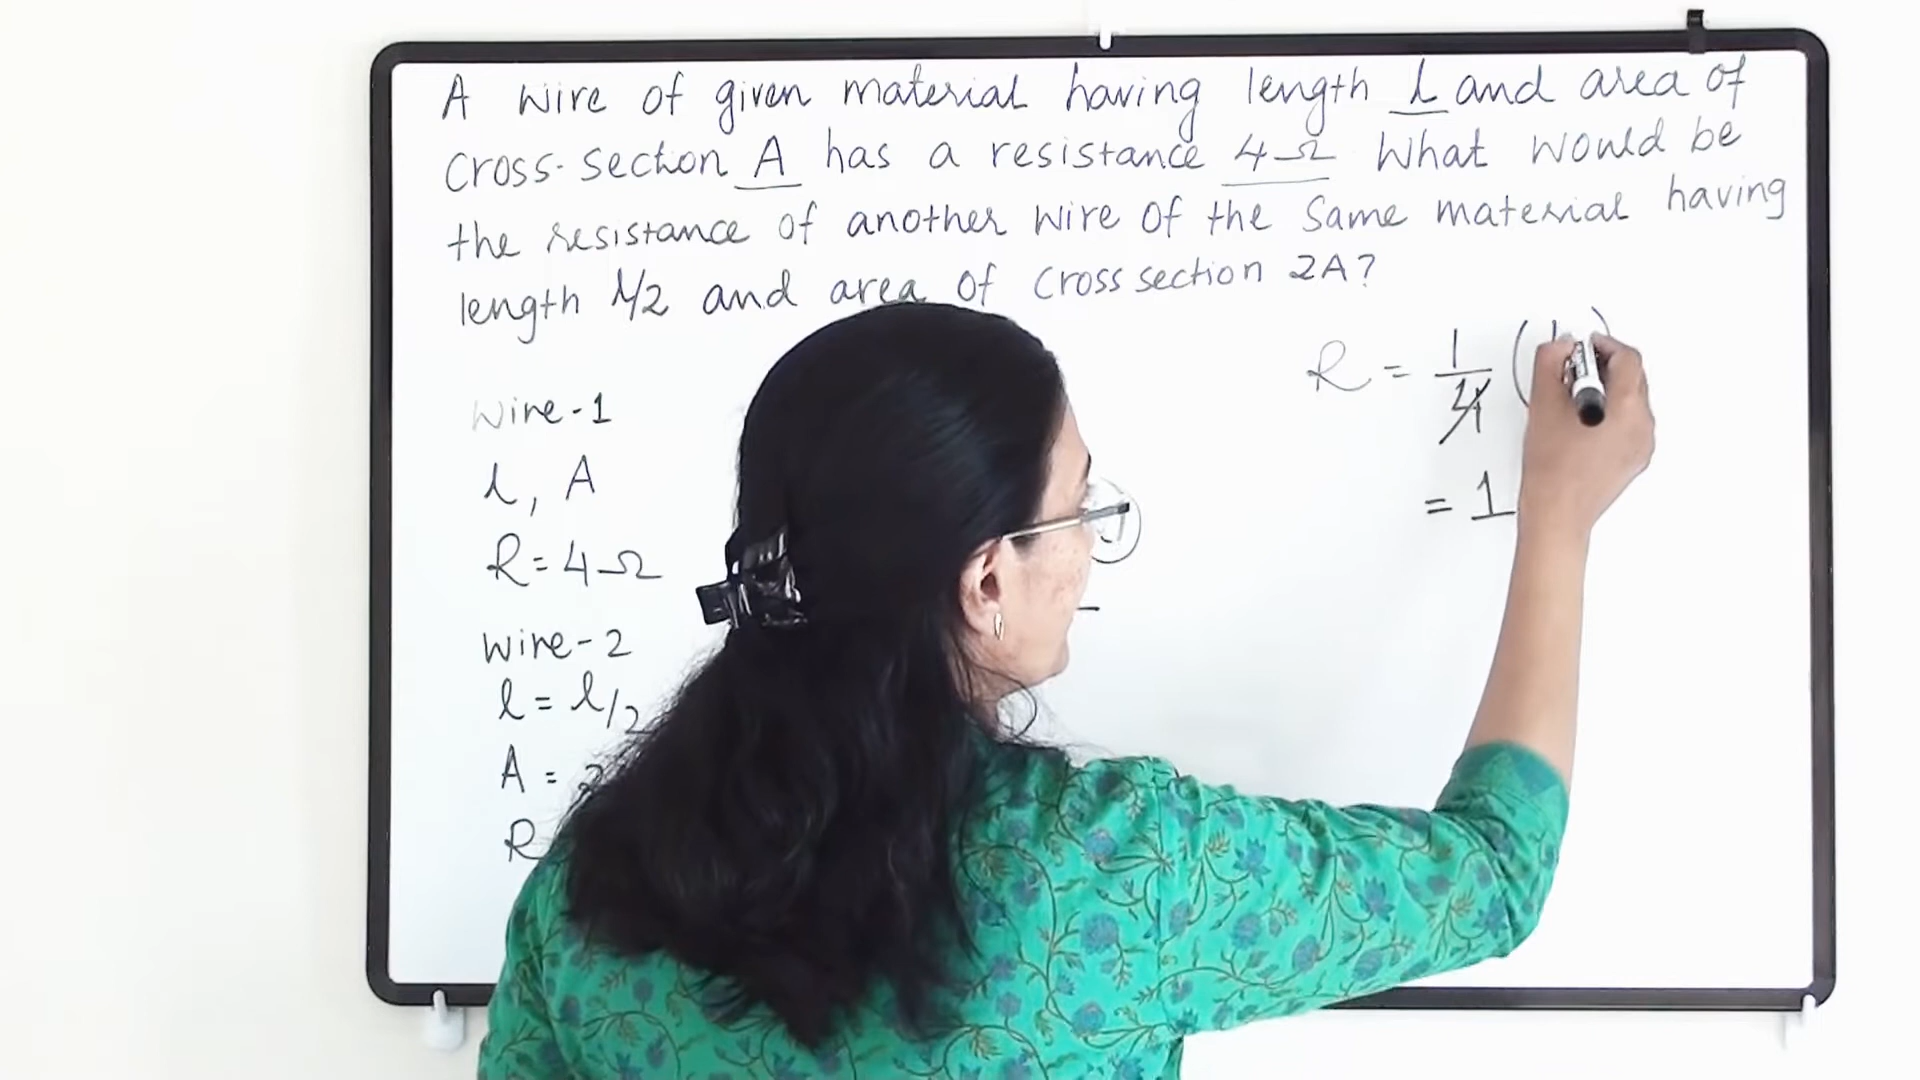 A wire of given material having length l and area of
cross-section A has a resistance 4Ω What would be
the resistance of another wire of the same material having
length l/2 and area of cross section 2A?
wire-1
l, A
R=4Ω
wire-2
l = l/2
A = 2
R
R = 1/4 (
= 1